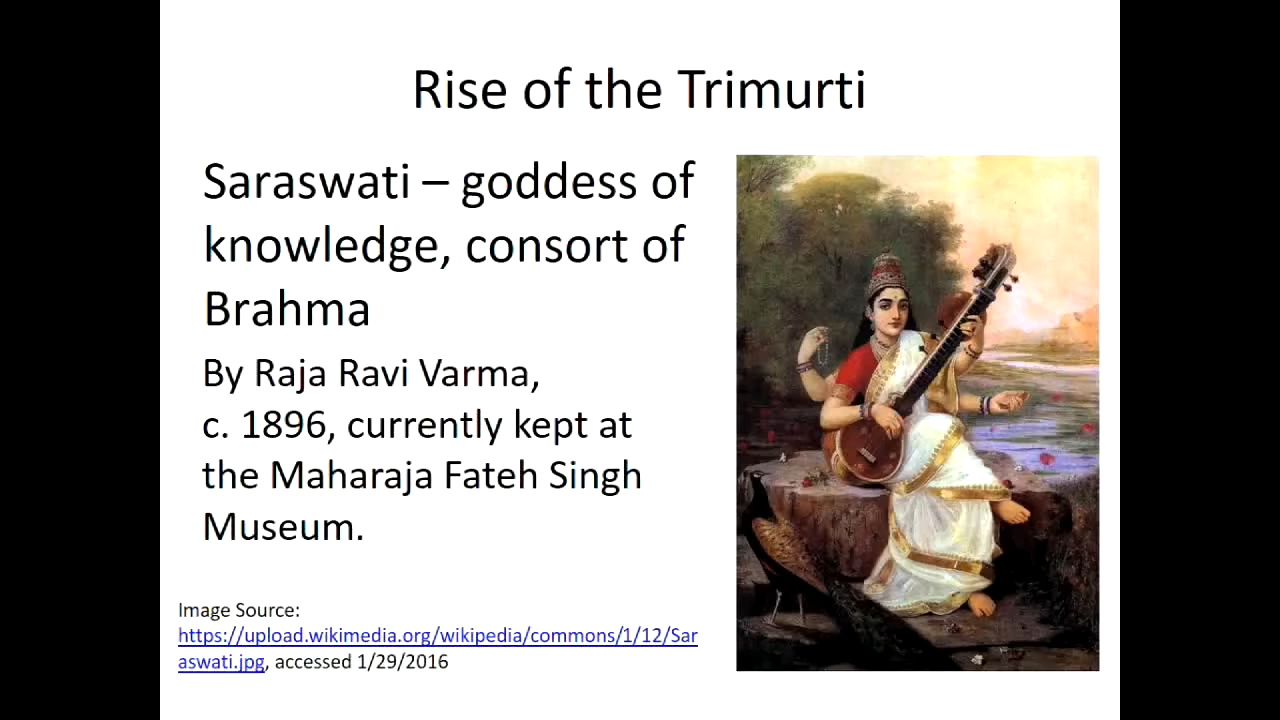 Rise of the Trimurti
Saraswati – goddess of
knowledge, consort of
Brahma
By Raja Ravi Varma,
c. 1896, currently kept at
the Maharaja Fateh Singh
Museum.
Image Source:
https://upload.wikimedia.org/wikipedia/commons/1/12/Sar
aswati.jpg, accessed 1/29/2016